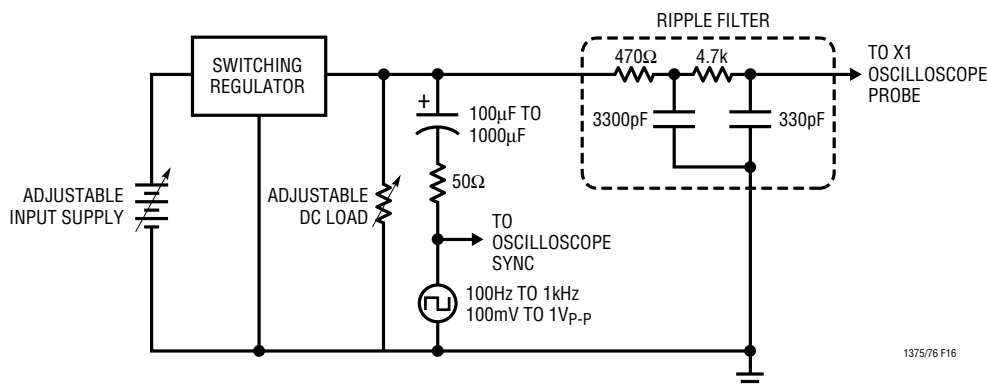 RIPPLE FILTER
SWITCHING
REGULATOR
470Ω
4.7k
TO X1
OSCILLOSCOPE
PROBE
+
100µF TO
1000µF
3300pF
330pF
ADJUSTABLE
INPUT SUPPLY
ADJUSTABLE
DC LOAD
50Ω
TO
OSCILLOSCOPE
SYNC
100Hz TO 1kHz
100mV TO 1VP-P
1375/76 F16